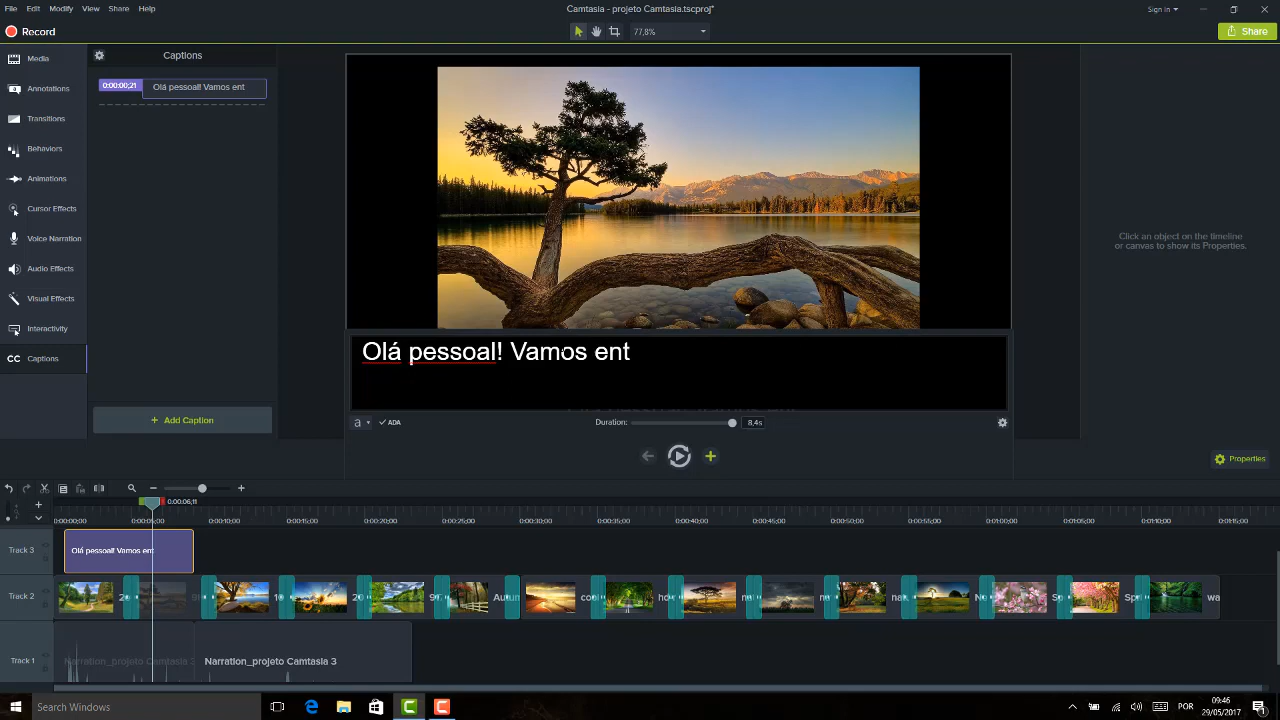 Camtasia - projeto Camtasia.tscproj*
File Edit Modify View Share Help
Sign in
Record
77,8%
Share
Media
Annotations
Transitions
Behaviors
Animations
Cursor Effects
Voice Narration
Audio Effects
Visual Effects
Interactivity
CC Captions
Captions
0:00:00;21 Olá pessoal! Vamos ent
+ Add Caption
Olá pessoal! Vamos ent
a ADA
Duration: 8,4s
Click an object on the timeline
or canvas to show its Properties.
Properties
0:00:06;11
0:00:00;00 0:00:05;00 0:00:10;00 0:00:15;00 0:00:20;00 0:00:25;00 0:00:30;00 0:00:35;00 0:00:40;00 0:00:45;00 0:00:50;00 0:00:55;00 0:01:00;00 0:01:05;00 0:01:10;00 0:01:15;00
Track 3
Olá pessoal! Vamos ent
Track 2
Autun
Track 1
Narration_projeto Camtasia 3
Narration_projeto Camtasia 3
Search Windows
POR
09:46
29/05/2017